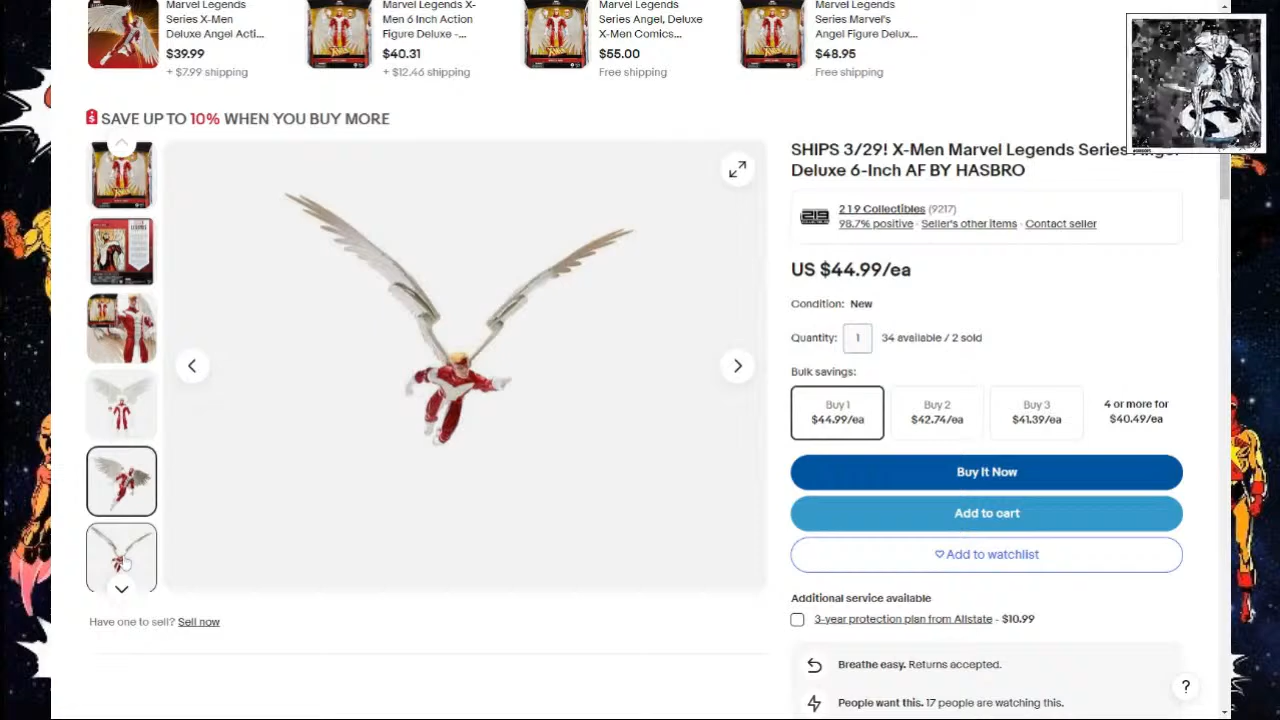 Marvel Legends
Series X-Men
Deluxe Angel Acti...
$39.99
+ $7.99 shipping
Marvel Legends X-
Men 6 Inch Action
Figure Deluxe -...
$40.31
+ $12.46 shipping
Marvel Legends
Series Angel, Deluxe
X-Men Comics...
$55.00
Free shipping
Marvel Legends
Series Marvel's
Angel Figure Delux...
$48.95
Free shipping
SAVE UP TO 10% WHEN YOU BUY MORE
SHIPS 3/29! X-Men Marvel Legends Series Angel
Deluxe 6-Inch AF BY HASBRO
219
219 Collectibles (9217)
98.7% positive · Seller's other items · Contact seller
US $44.99/ea
Condition: New
Quantity: 1 34 available / 2 sold
Bulk savings:
Buy 1
$44.99/ea
Buy 2
$42.74/ea
Buy 3
$41.39/ea
4 or more for
$40.49/ea
Buy It Now
Add to cart
Add to watchlist
Additional service available
3-year protection plan from Allstate - $10.99
Breathe easy. Returns accepted.
People want this. 17 people are watching this.
Have one to sell? Sell now
?